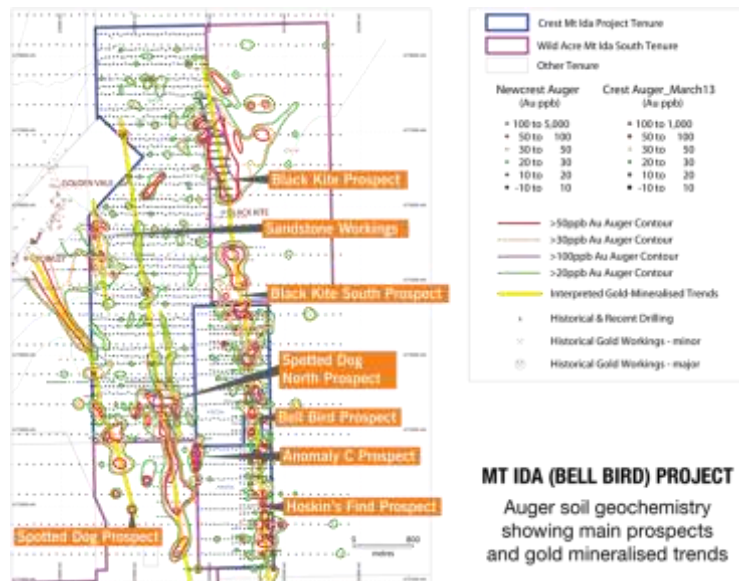 Crest Mt Ida Project Tenure
Wild Acre Mt Ida South Tenure
Other Tenure
Newcrest Auger
(Au ppb)
100 to 5,000
50 to 100
30 to 50
20 to 30
10 to 20
-10 to 10
Crest Auger_March13
(Au ppb)
100 to 1,000
50 to 100
30 to 50
20 to 30
10 to 20
-10 to 10
>50ppb Au Auger Contour
>30ppb Au Auger Contour
>100ppb Au Auger Contour
>20ppb Au Auger Contour
Interpreted Gold-Mineralised Trends
Historical & Recent Drilling
Historical Gold Workings - minor
Historical Gold Workings - major
Black Kite Prospect
BLACK KITE
Sandstone Workings
Black Kite South Prospect
Spotted Dog
North Prospect
Bell Bird Prospect
Anomaly C Prospect
Hoskin's Find Prospect
Spotted Dog Prospect
0 800
metres
MT IDA (BELL BIRD) PROJECT
Auger soil geochemistry
showing main prospects
and gold mineralised trends